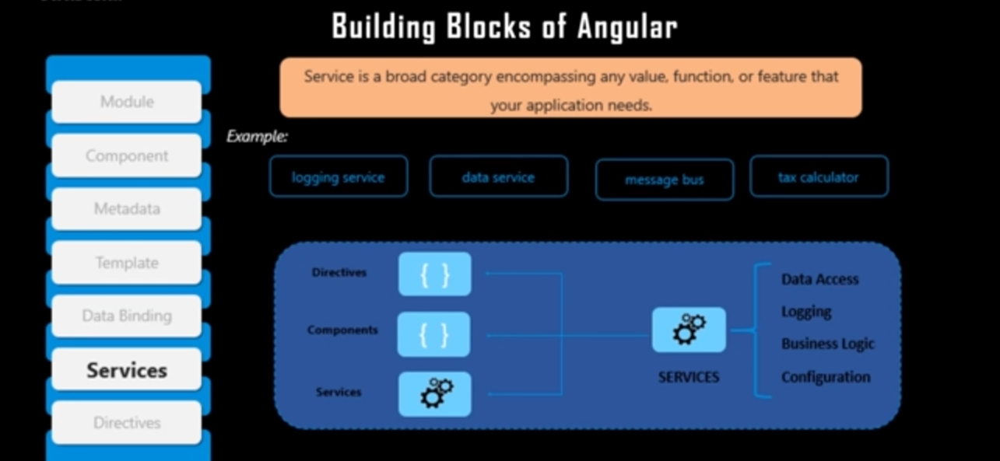 Building Blocks of Angular
Module
Component
Metadata
Template
Data Binding
Services
Directives
Service is a broad category encompassing any value, function, or feature that
your application needs.
Example:
logging service
data service
message bus
tax calculator
Directives
{ }
Components
{ }
Services
SERVICES
Data Access
Logging
Business Logic
Configuration